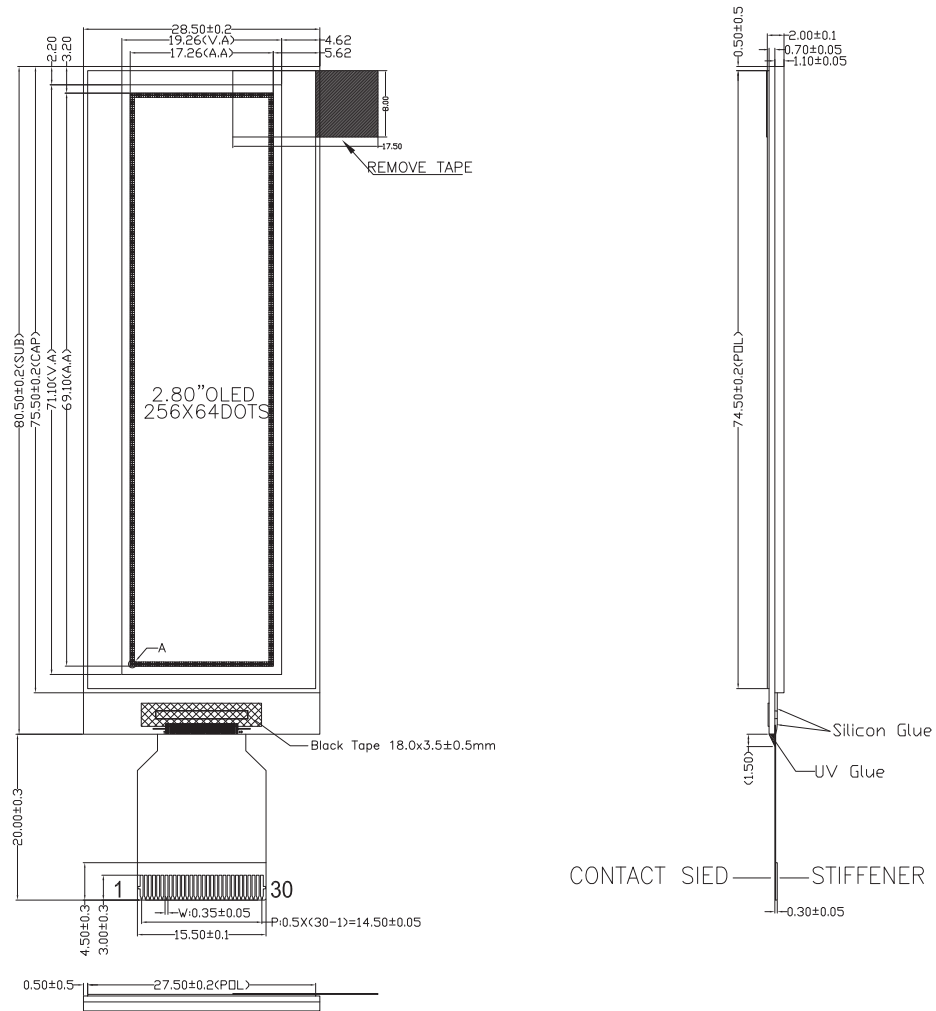 28.50±0.2
19.26(V.A)
4.62
17.26(A.A)
5.62
2.20
3.20
8.00
17.50
REMOVE TAPE
80.50±0.2(SUB)
75.50±0.2(CAP)
71.10(V.A)
69.10(A.A)
2.80”OLED
256X64DOTS
A
Black Tape 18.0x3.5±0.5mm
20.00±0.3
4.50±0.3
3.00±0.3
1
30
W:0.35±0.05
P:0.5X(30-1)=14.50±0.05
15.50±0.1
0.50±0.5
27.50±0.2(POL)
0.50±0.5
2.00±0.1
0.70±0.05
1.10±0.05
74.50±0.2(POL)
Silicon Glue
(1.50)
UV Glue
CONTACT SIED
STIFFENER
0.30±0.05